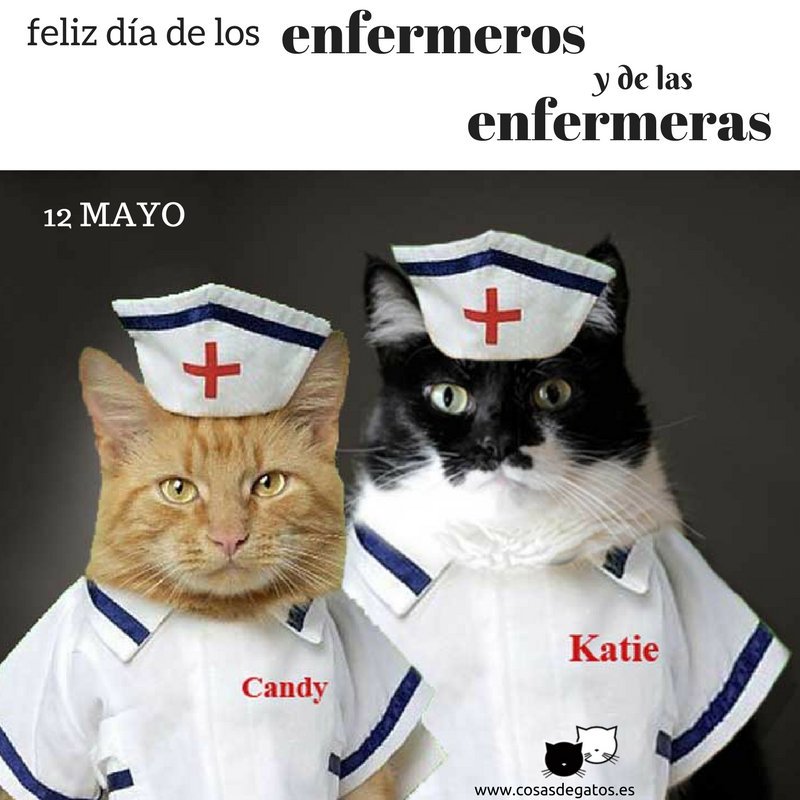 feliz día de los enfermeros
y de las
enfermeras
12 MAYO
Candy
Katie
www.cosasdegatos.es